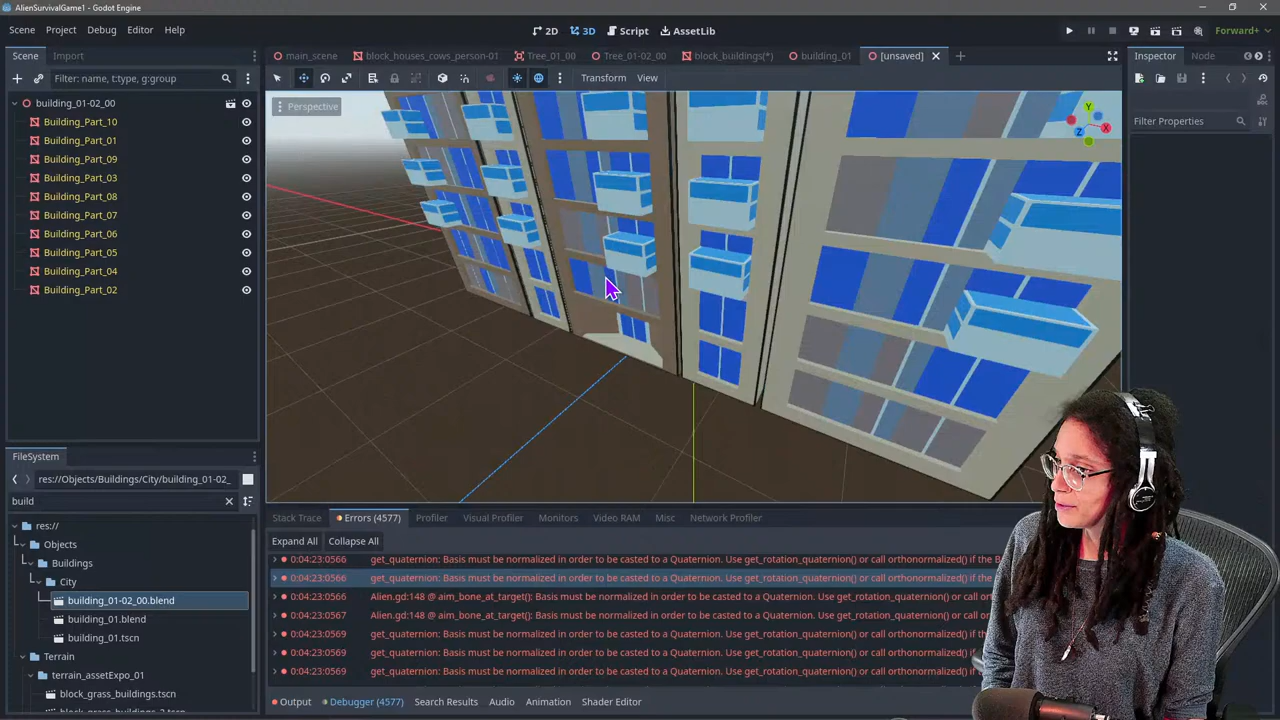 AlienSurvivalGame1 - Godot Engine
Scene Project Debug Editor Help
2D 3D Script AssetLib
Forward+
Scene Import
main_scene block_houses_cows_person-01 Tree_01_00 Tree_01-02_00 block_buildings(*) building_01 [unsaved]
Inspector Node
Filter: name, t:type, g:group
Transform View
Filter Properties
Perspective
Y
X
Z
building_01-02_00
Building_Part_10
Building_Part_01
Building_Part_09
Building_Part_03
Building_Part_08
Building_Part_07
Building_Part_06
Building_Part_05
Building_Part_04
Building_Part_02
FileSystem
res://Objects/Buildings/City/building_01-02_
build
res://
Objects
Buildings
City
building_01-02_00.blend
building_01.blend
building_01.tscn
Terrain
terrain_assetExpo_01
block_grass_buildings.tscn
Stack Trace Errors (4577) Profiler Visual Profiler Monitors Video RAM Misc Network Profiler
Expand All Collapse All
0:04:23:0566 get_quaternion: Basis must be normalized in order to be casted to a Quaternion. Use get_rotation_quaternion() or call orthonormalized() if the
0:04:23:0566 get_quaternion: Basis must be normalized in order to be casted to a Quaternion. Use get_rotation_quaternion() or call orthonormalized() if the
0:04:23:0566 Alien.gd:148 @ aim_bone_at_target(): Basis must be normalized in order to be casted to a Quaternion. Use get_rotation_quaternion() or call or
0:04:23:0567 Alien.gd:148 @ aim_bone_at_target(): Basis must be normalized in order to be casted to a Quaternion. Use get_rotation_quaternion() or call or
0:04:23:0569 get_quaternion: Basis must be normalized in order to be casted to a Quaternion. Use get_rotation_quaternion() or call orthonormalized() if
0:04:23:0569 get_quaternion: Basis must be normalized in order to be casted to a Quaternion. Use get_rotation_quaternion() or call orthonormalized()
0:04:23:0569 get_quaternion: Basis must be normalized in order to be casted to a Quaternion. Use get_rotation_quaternion() or call orthonormalized()
Output Debugger (4577) Search Results Audio Animation Shader Editor